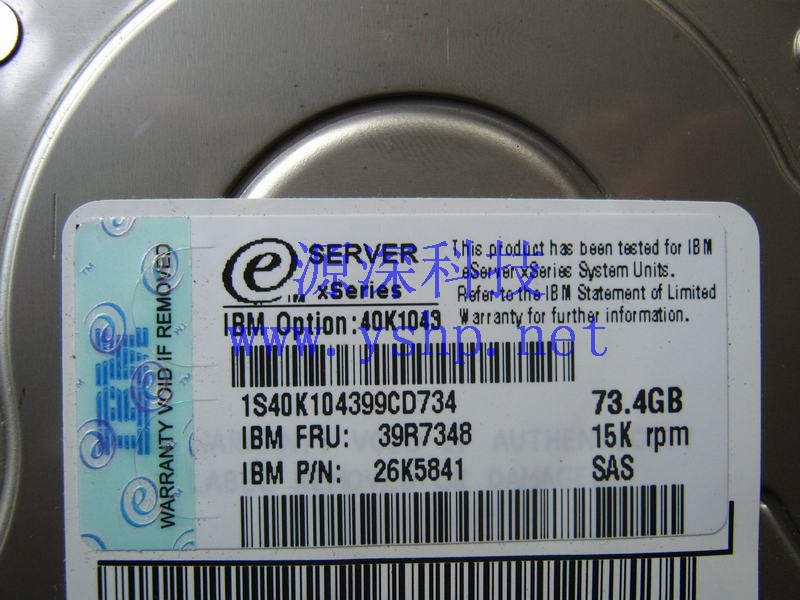 SERVER
xSeries
This product has been tested for IBM
eServer xSeries System Units.
Refer to the IBM Statement of Limited
Warranty for further information.
IBM Option: 40K1043
源深科技
www.yshp.net
1S40K104399CD734
73.4GB
IBM FRU: 39R7348
15K rpm
IBM P/N: 26K5841
SAS
IBM
WARRANTY VOID IF REMOVED